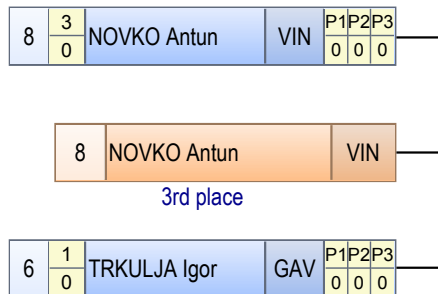 8 3 0 NOVKO Antun VIN P1 P2 P3 0 0 0
8 NOVKO Antun VIN
3rd place
6 1 0 TRKULJA Igor GAV P1 P2 P3 0 0 0